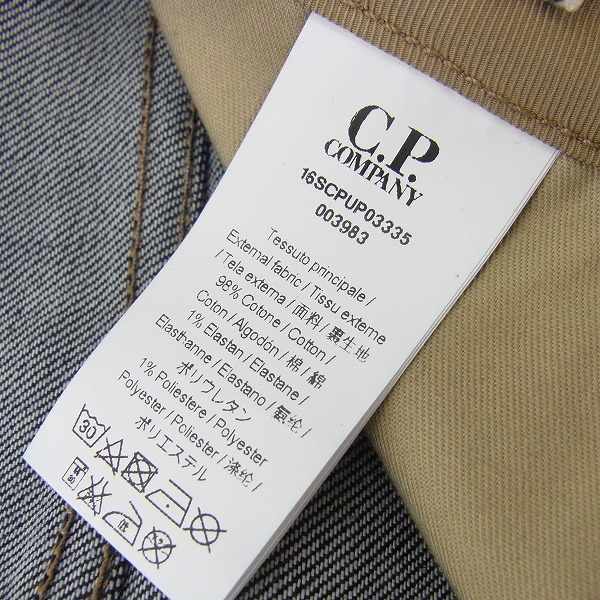 C.P.
COMPANY
16SCPUP03335
003983
Tessuto principale /
External fabric / Tissu externe
/ Tela externa / 面料 / 裏生地
98% Cotone / Cotton /
Coton / Algodón / 棉 / 綿
1% Elastan / Elastane /
Elasthanne / Elastano / 氨纶 /
ポリウレタン
1% Poliestere / Polyester
Polyester / Polyester / 涤纶 /
ポリエステル
30